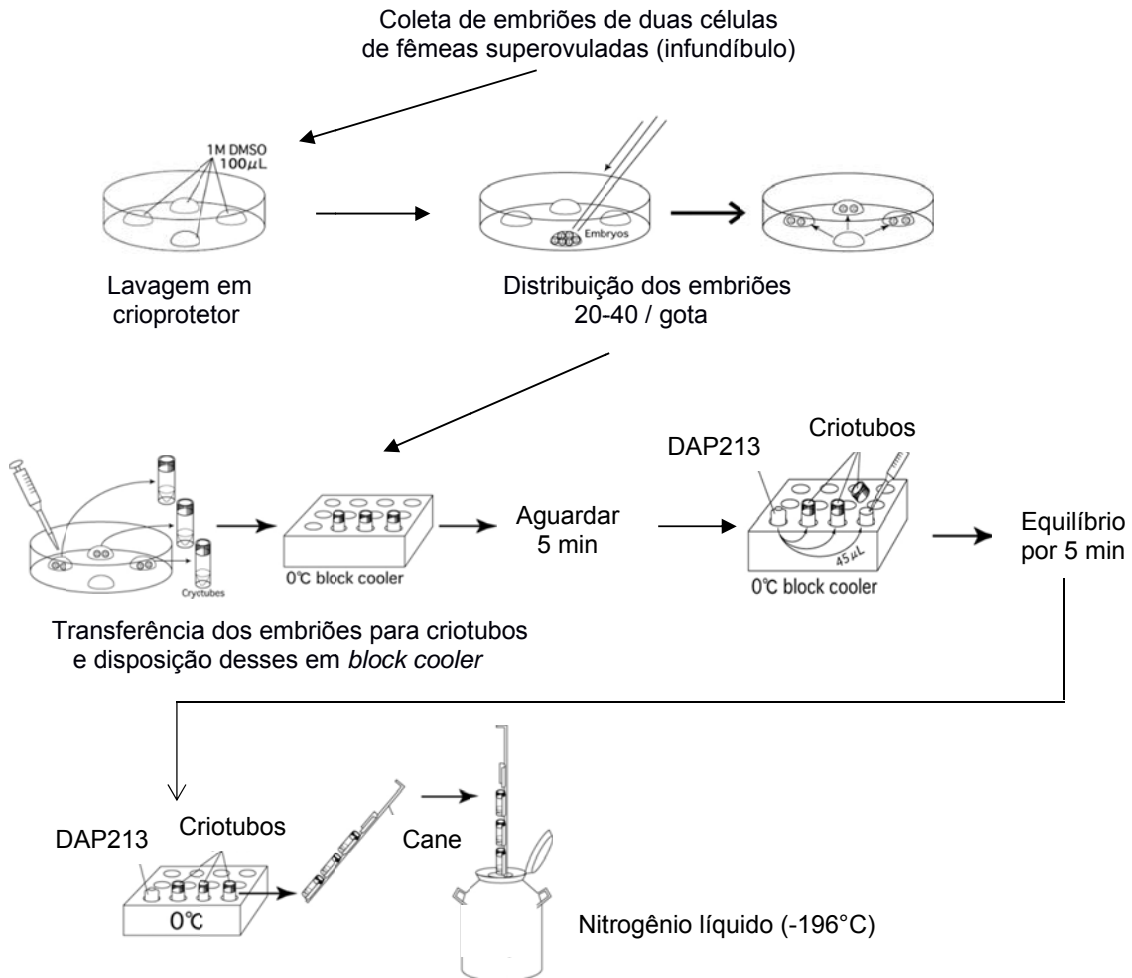 Coleta de embriões de duas células
de fêmeas superovuladas (infundíbulo)
1M DMSO
100μL
Embryos
Lavagem em
crioprotetor
Distribuição dos embriões
20-40 / gota
Cryctubes
0℃ block cooler
Aguardar
5 min
DAP213
Criotubos
45μL
0℃ block cooler
Equilíbrio
por 5 min
Transferência dos embriões para criotubos
e disposição desses em block cooler
DAP213
Criotubos
0℃
Cane
Nitrogênio líquido (-196°C)